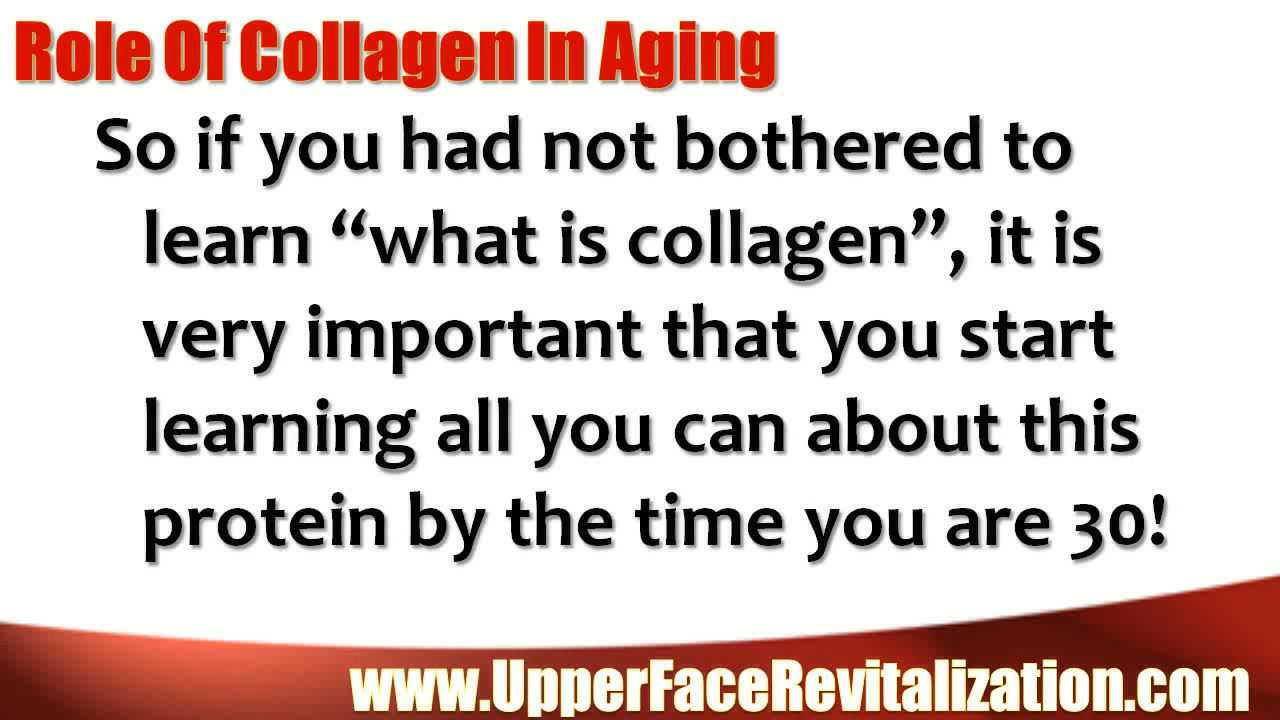 Role Of Collagen In Aging
So if you had not bothered to
learn “what is collagen”, it is
very important that you start
learning all you can about this
protein by the time you are 30!
www.UpperFaceRevitalization.com